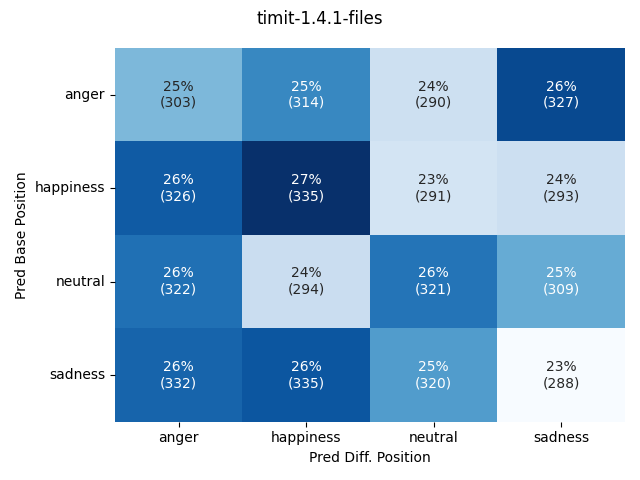 timit-1.4.1-files
Pred Base Position
anger
25% 25% 24% 26%
(303) (314) (290) (327)
happiness
26% 27% 23% 24%
(326) (335) (291) (293)
neutral
26% 24% 26% 25%
(322) (294) (321) (309)
sadness
26% 26% 25% 23%
(332) (335) (320) (288)
anger happiness neutral sadness
Pred Diff. Position